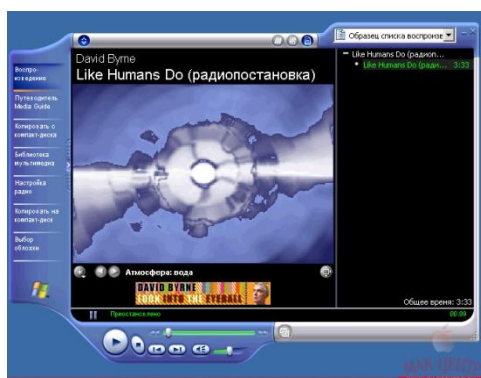 Образец списка воспроизв
David Byrne
Like Humans Do (радиопостановка)
Like Humans Do (радиоп...
Like Humans Do (ради... 3:33
Воспро-
изведение
Путеводитель
Media Guide
Копировать с
компакт-диска
Библиотека
мультимедиа
Настройка
радио
Копировать на
компакт-диск
Выбор
обложки
Атмосфера: вода
DAVID BYRNE
LOOK INTO THE EYEBALL
Общее время: 3:33
Приостановлено
00:09
МАК ЦЕНТР